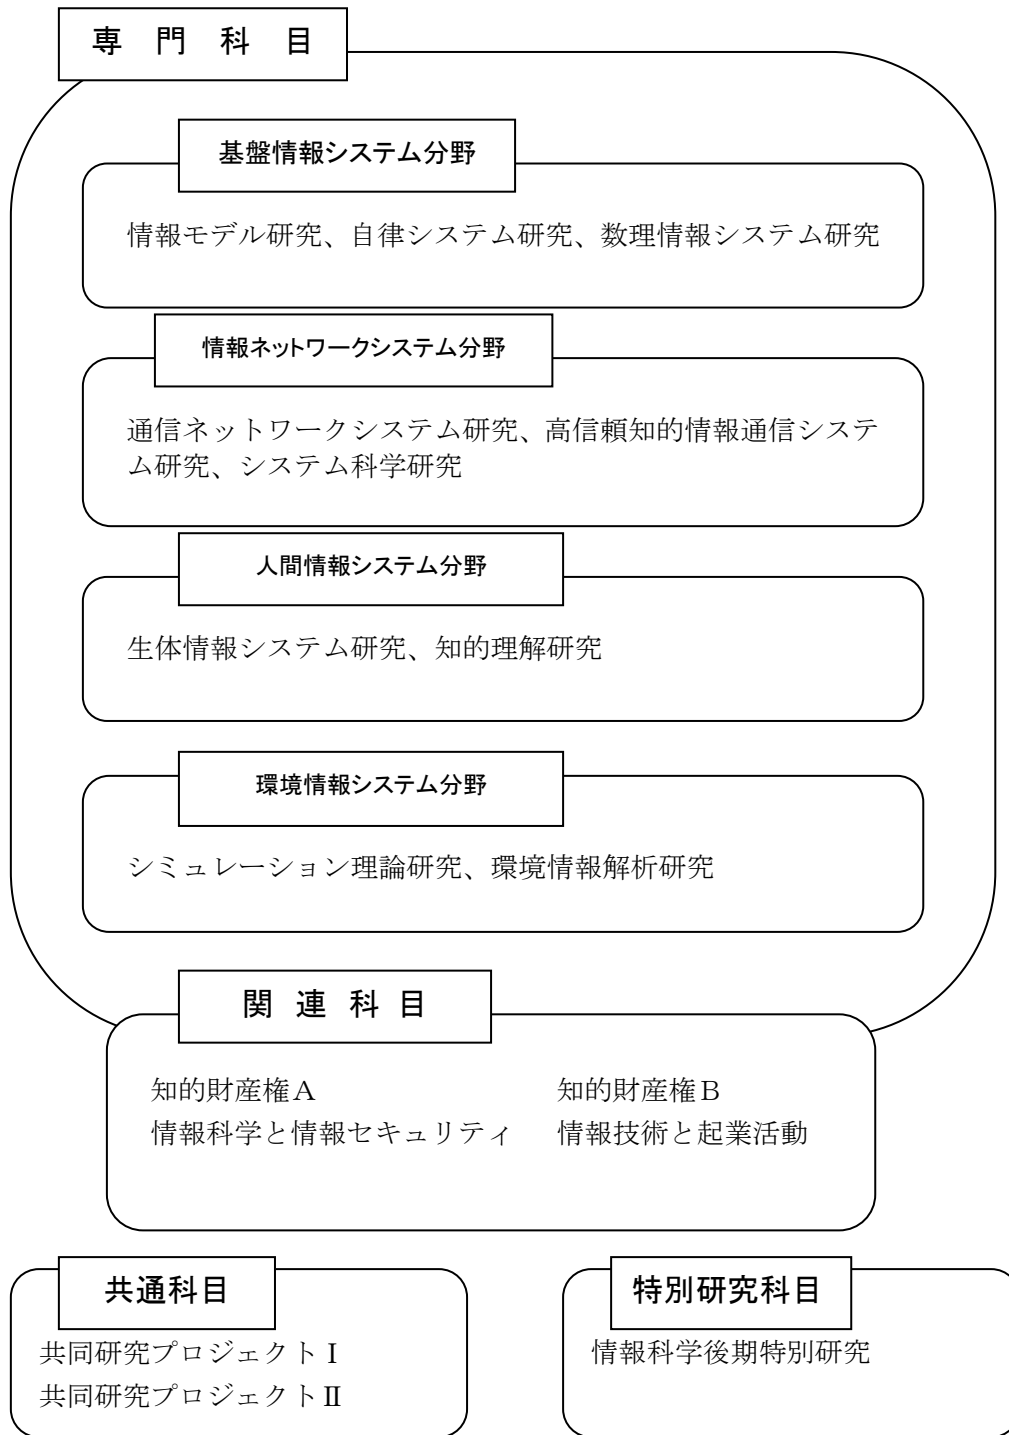 専門科目
基盤情報システム分野
情報モデル研究、自律システム研究、数理情報システム研究
情報ネットワークシステム分野
通信ネットワークシステム研究、高信頼知的情報通信システ
ム研究、システム科学研究
人間情報システム分野
生体情報システム研究、知的理解研究
環境情報システム分野
シミュレーション理論研究、環境情報解析研究
関連科目
知的財産権A 知的財産権B
情報科学と情報セキュリティ 情報技術と起業活動
共通科目
共同研究プロジェクトⅠ
共同研究プロジェクトⅡ
特別研究科目
情報科学後期特別研究